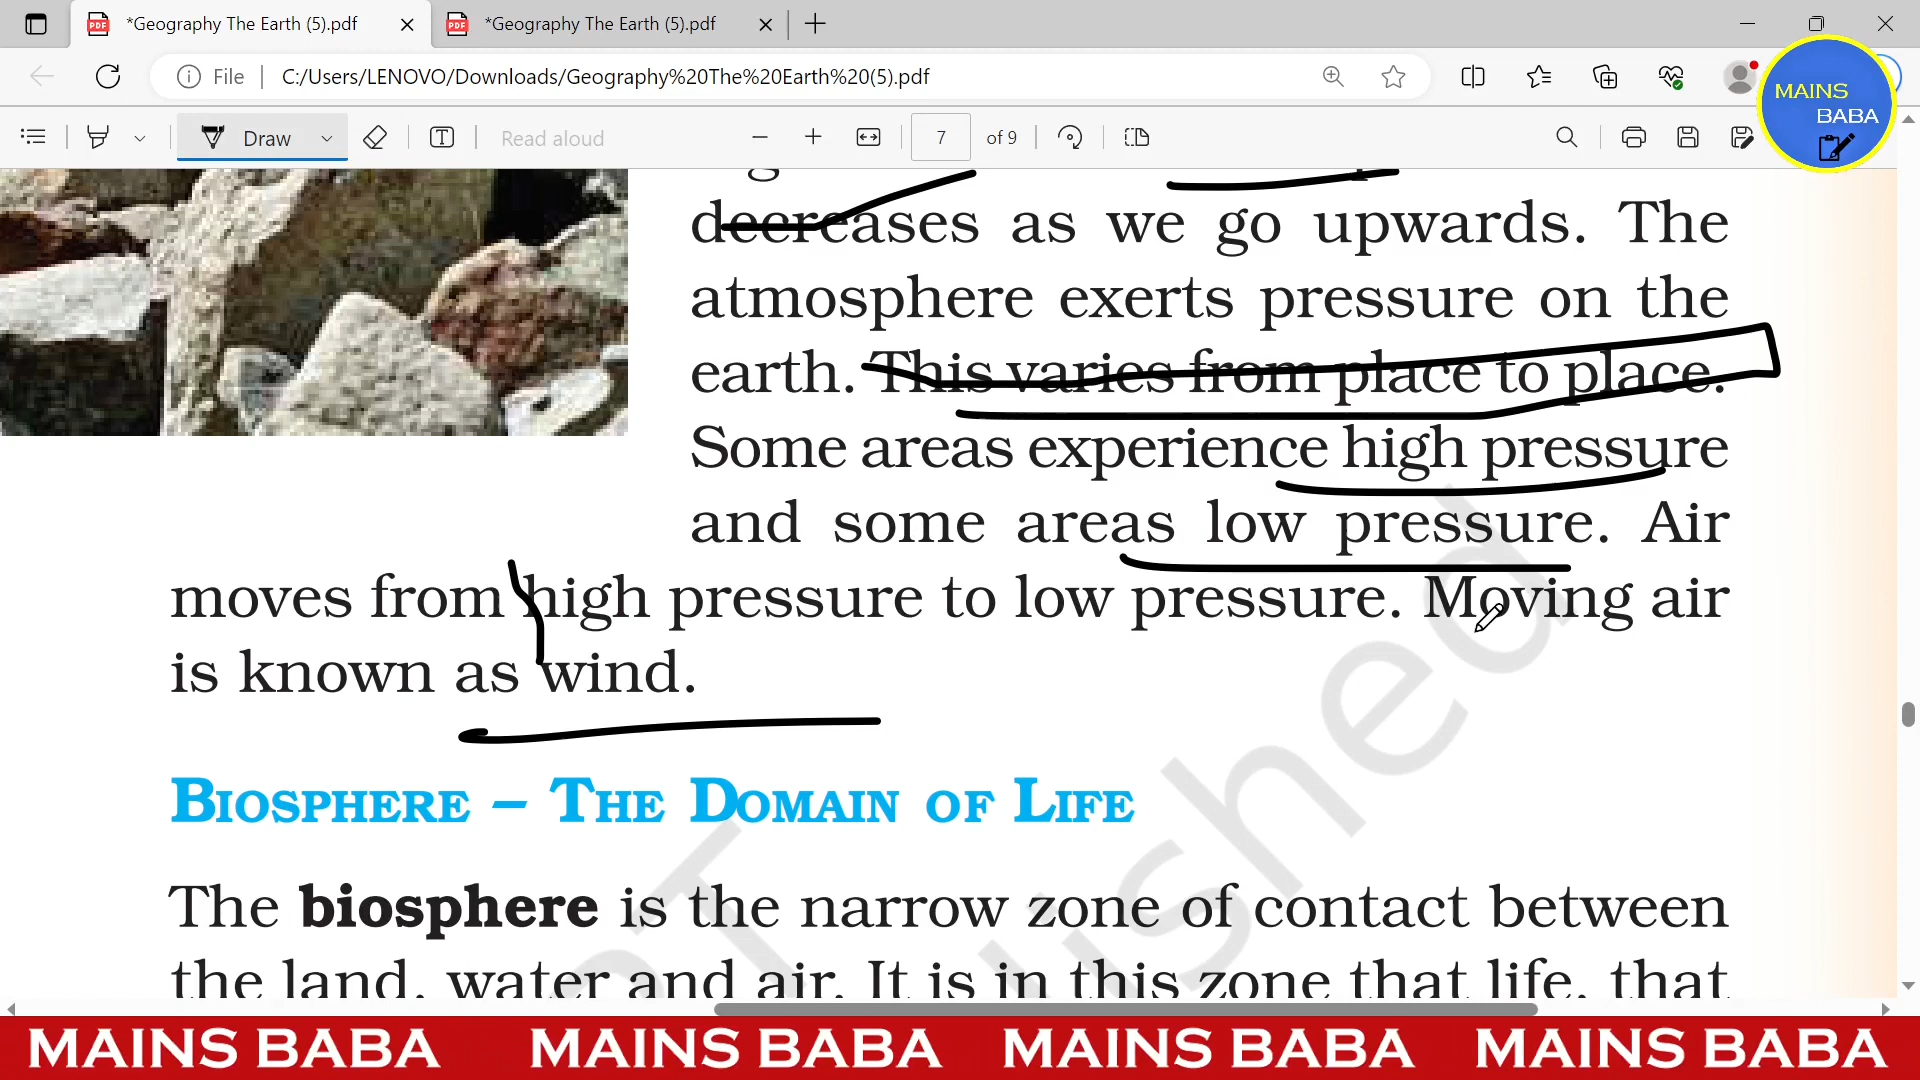 *Geography The Earth (5).pdf
*Geography The Earth (5).pdf
File
C:/Users/LENOVO/Downloads/Geography%20The%20Earth%20(5).pdf
MAINS
BABA
Draw
Read aloud
7
of 9
decreases as we go upwards. The
atmosphere exerts pressure on the
earth. This varies from place to place.
Some areas experience high pressure
and some areas low pressure. Air
moves from high pressure to low pressure. Moving air
is known as wind.
BIOSPHERE – THE DOMAIN OF LIFE
The biosphere is the narrow zone of contact between
the land, water and air. It is in this zone that life, that
MAINS BABA MAINS BABA MAINS BABA MAINS BABA